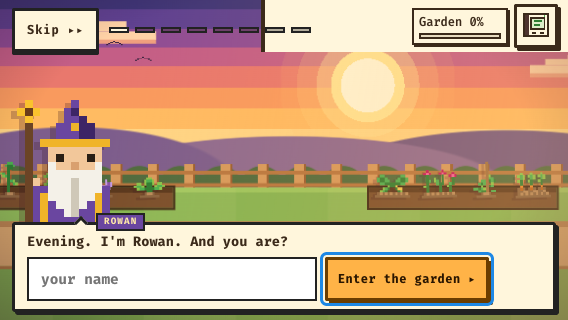 Skip ▸▸
Garden 0%
ROWAN
Evening. I'm Rowan. And you are?
your name
Enter the garden ▸